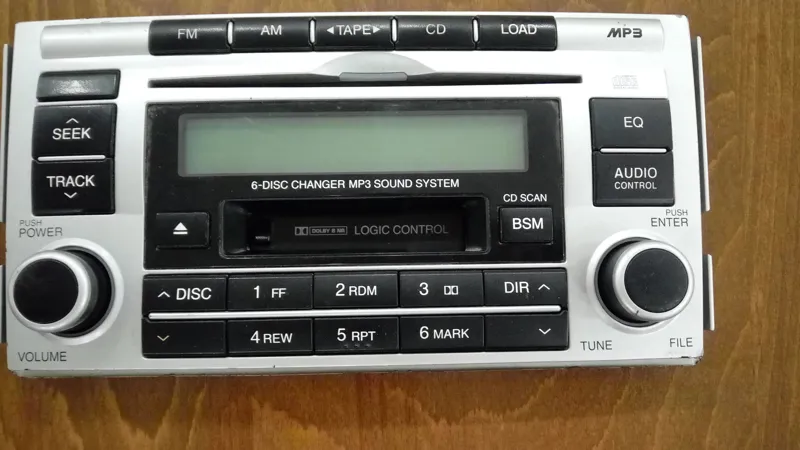 FM AM ◄TAPE► CD LOAD MP3
SEEK
TRACK
EQ
AUDIO
CONTROL
6-DISC CHANGER MP3 SOUND SYSTEM
CD SCAN
BSM
DOLBY B NR LOGIC CONTROL
PUSH
POWER
PUSH
ENTER
DISC 1 FF 2 RDM 3 DIR
4 REW 5 RPT 6 MARK
VOLUME
TUNE FILE